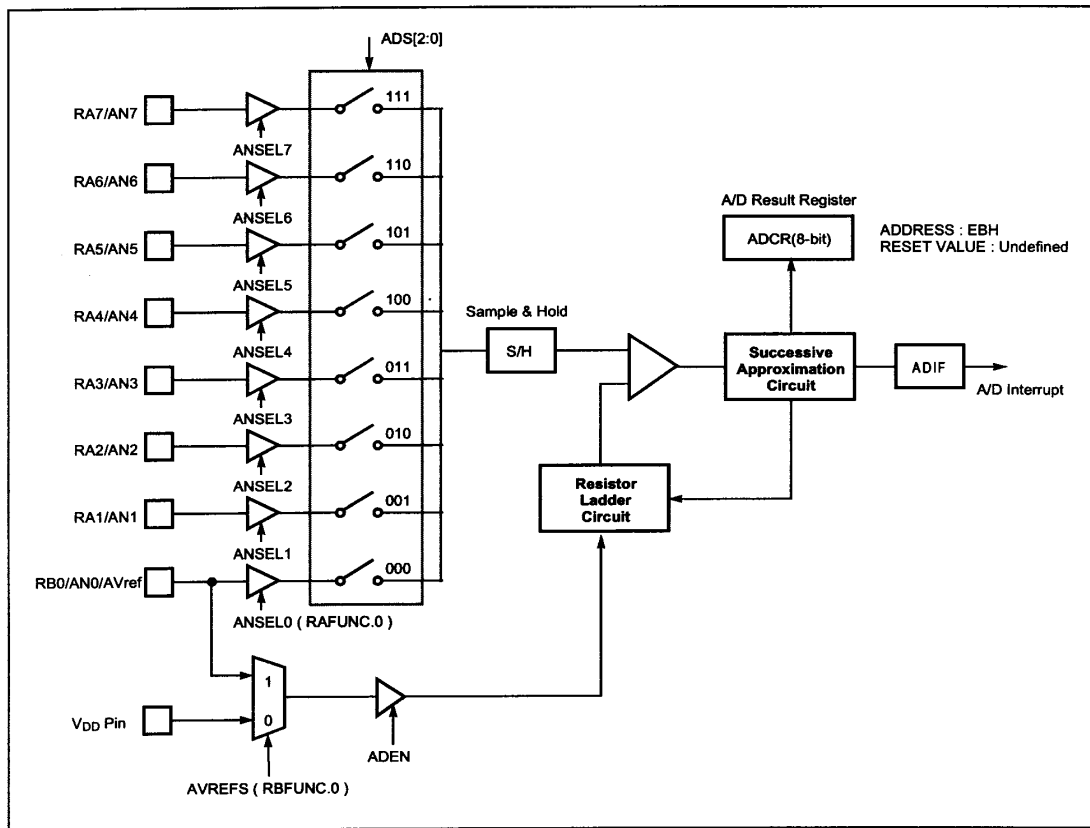 ADS[2:0]
RA7/AN7
111
ANSEL7
RA6/AN6
110
ANSEL6
RA5/AN5
101
ANSEL5
RA4/AN4
100
ANSEL4
RA3/AN3
011
ANSEL3
RA2/AN2
010
ANSEL2
RA1/AN1
001
ANSEL1
RB0/AN0/AVref
000
ANSEL0 ( RAFUNC.0 )
Sample & Hold
S/H
A/D Result Register
ADCR(8-bit)
ADDRESS : EBH
RESET VALUE : Undefined
Successive
Approximation
Circuit
ADIF
A/D Interrupt
Resistor
Ladder
Circuit
1
0
VDD Pin
ADEN
AVREFS ( RBFUNC.0 )